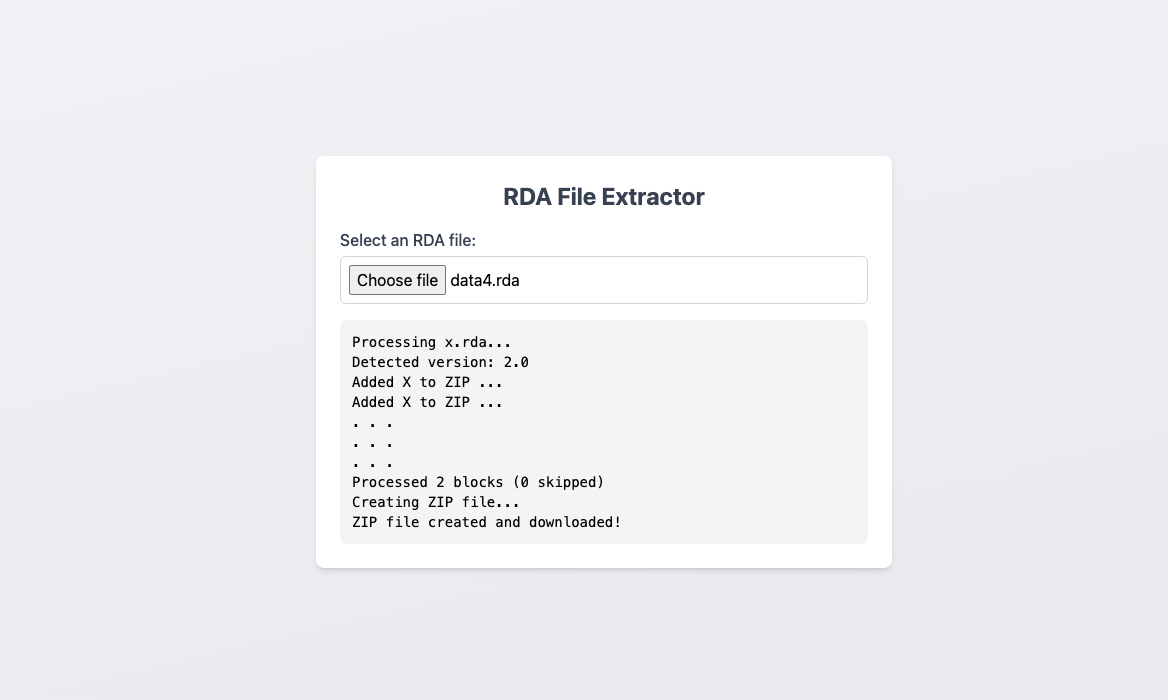 RDA File Extractor
Select an RDA file:
Choose file data4.rda
Processing x.rda...
Detected version: 2.0
Added X to ZIP ...
Added X to ZIP ...
. . .
. . .
. . .
Processed 2 blocks (0 skipped)
Creating ZIP file...
ZIP file created and downloaded!